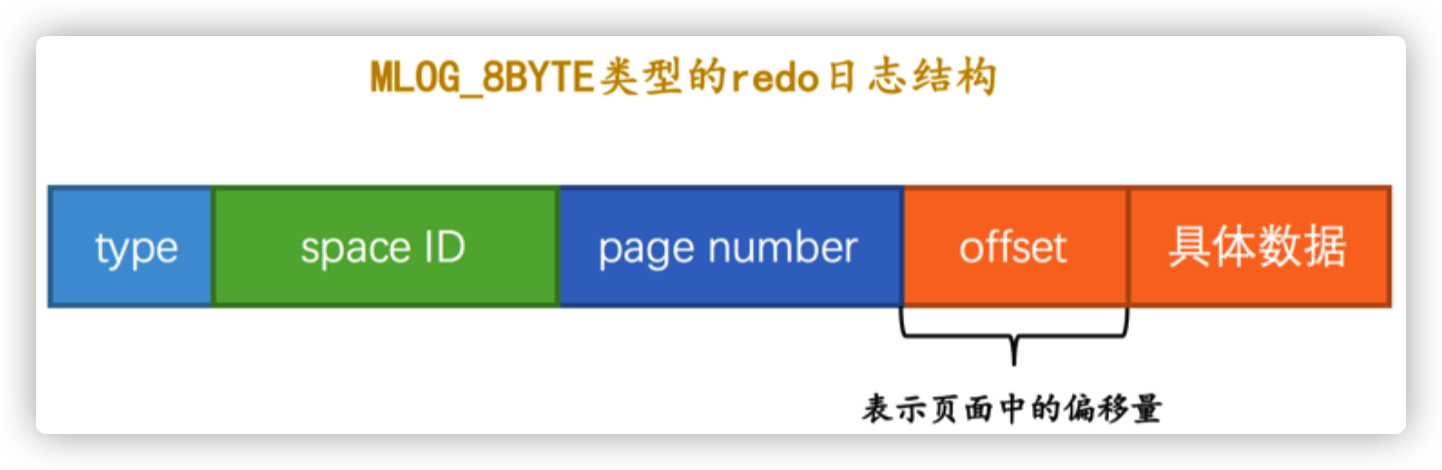 MLOG_8BYTE类型的redo日志结构
type space ID page number offset 具体数据
表示页面中的偏移量